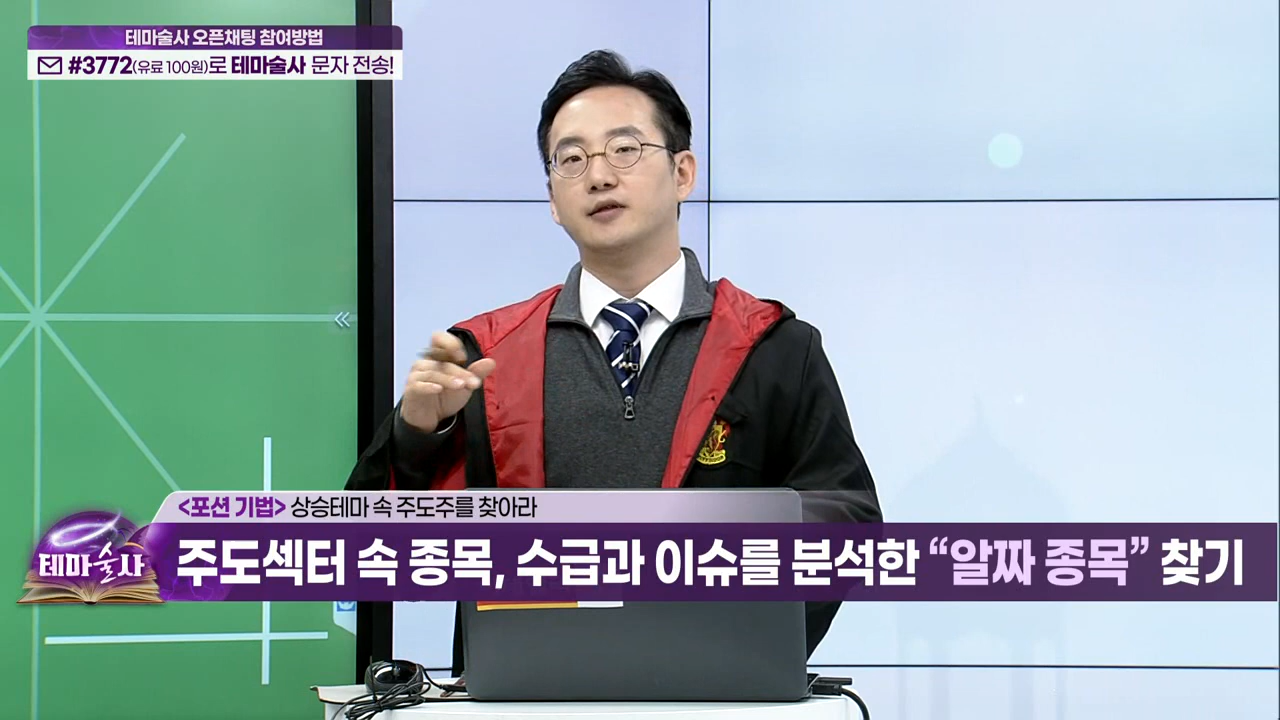 테마술사 오픈채팅 참여방법
#3772(유료 100원)로 테마술사 문자 전송!
<포션 기법> 상승테마 속 주도주를 찾아라
테마술사
주도섹터 속 종목, 수급과 이슈를 분석한 “알짜 종목” 찾기